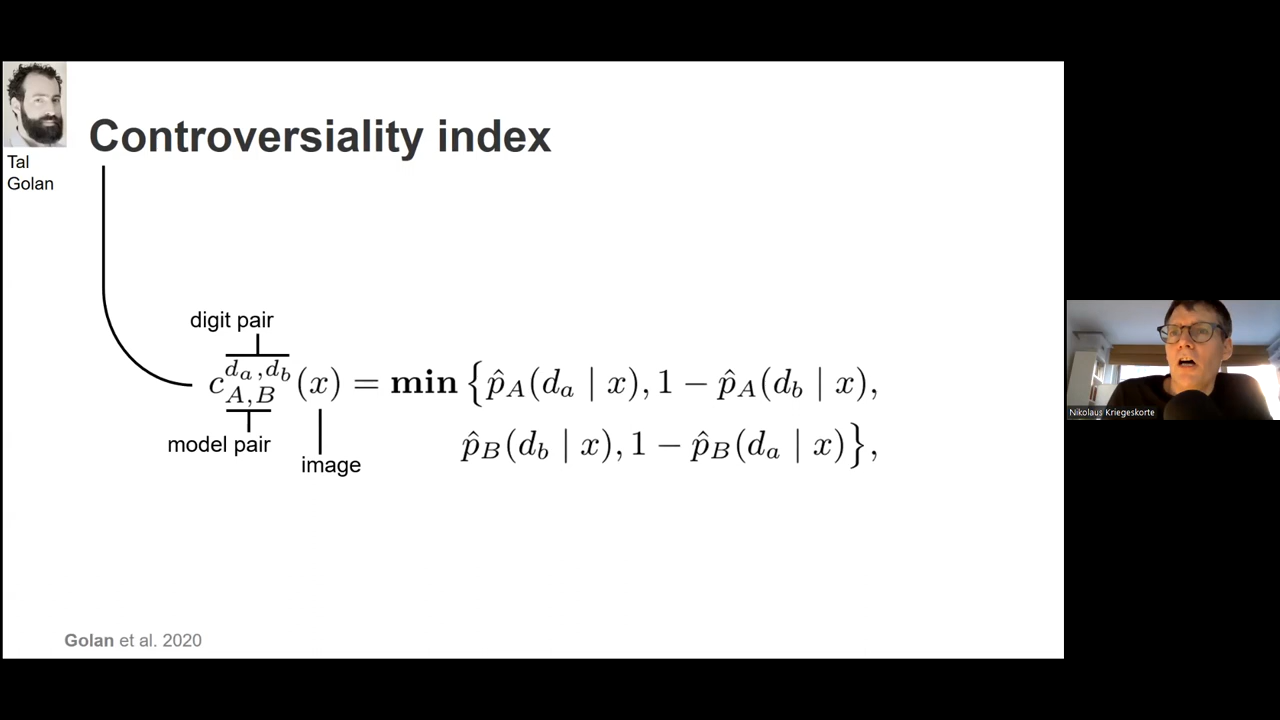 Tal
Golan
Controversiality index
digit pair
c_{A,B}^{d_a,d_b}(x) = min { p̂_A(d_a | x), 1 − p̂_A(d_b | x),
p̂_B(d_b | x), 1 − p̂_B(d_a | x) },
model pair
image
Golan et al. 2020
Nikolaus Kriegeskorte